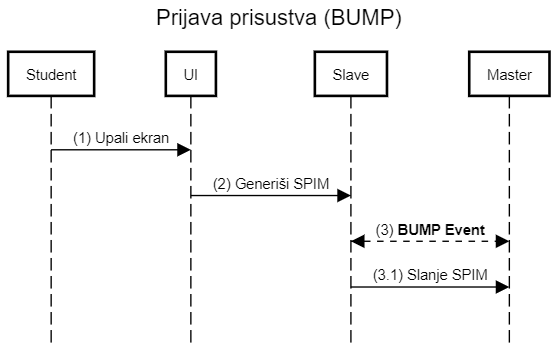 Prijava prisustva (BUMP)
Student
UI
Slave
Master
(1) Upali ekran
(2) Generiši SPIM
(3) BUMP Event
(3.1) Slanje SPIM